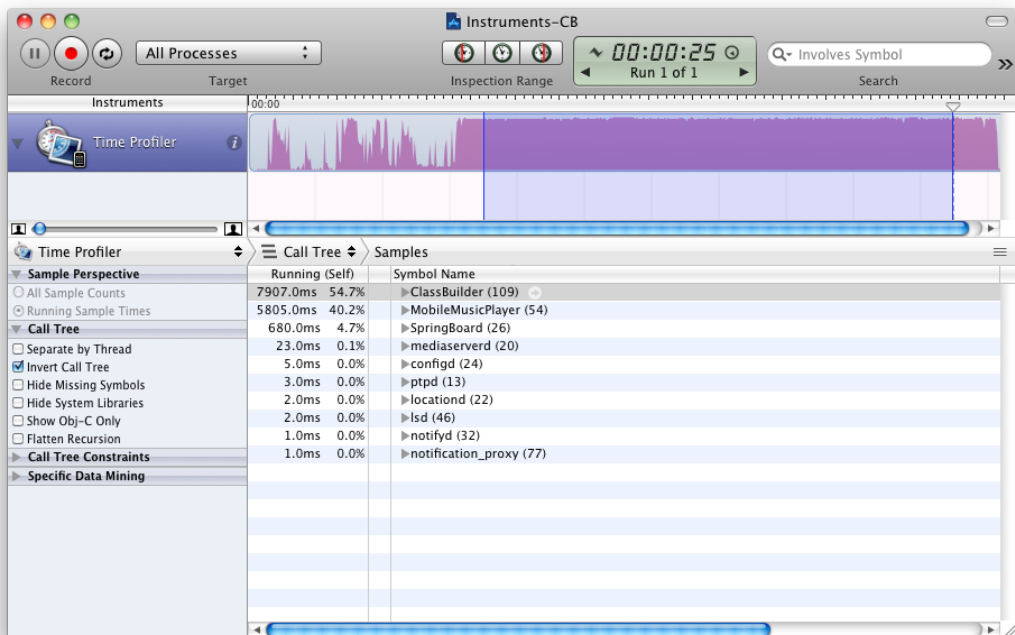 Instruments-CB
All Processes
00:00:25
Run 1 of 1
Involves Symbol
Record
Target
Inspection Range
Search
Instruments
00:00
Time Profiler
Time Profiler
Call Tree
Samples
Sample Perspective
All Sample Counts
Running Sample Times
Call Tree
Separate by Thread
Invert Call Tree
Hide Missing Symbols
Hide System Libraries
Show Obj-C Only
Flatten Recursion
Call Tree Constraints
Specific Data Mining
Running (Self) Symbol Name
7907.0ms 54.7% ClassBuilder (109)
5805.0ms 40.2% MobileMusicPlayer (54)
680.0ms 4.7% SpringBoard (26)
23.0ms 0.1% mediaserverd (20)
5.0ms 0.0% configd (24)
3.0ms 0.0% ptpd (13)
2.0ms 0.0% locationd (22)
2.0ms 0.0% lsd (46)
1.0ms 0.0% notifyd (32)
1.0ms 0.0% notification_proxy (77)